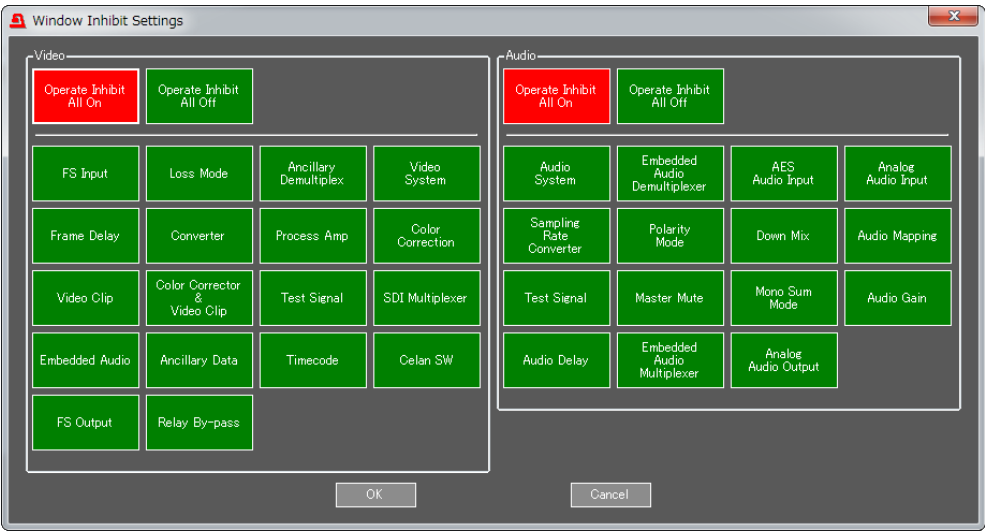 Window Inhibit Settings
Video
Operate Inhibit
All On
Operate Inhibit
All Off
FS Input
Loss Mode
Ancillary
Demultiplex
Video
System
Frame Delay
Converter
Process Amp
Color
Correction
Video Clip
Color Corrector
&
Video Clip
Test Signal
SDI Multiplexer
Embedded Audio
Ancillary Data
Timecode
Celan SW
FS Output
Relay By-pass
Audio
Operate Inhibit
All On
Operate Inhibit
All Off
Audio
System
Embedded
Audio
Demultiplexer
AES
Audio Input
Analog
Audio Input
Sampling
Rate
Converter
Polarity
Mode
Down Mix
Audio Mapping
Test Signal
Master Mute
Mono Sum
Mode
Audio Gain
Audio Delay
Embedded
Audio
Multiplexer
Analog
Audio Output
OK
Cancel